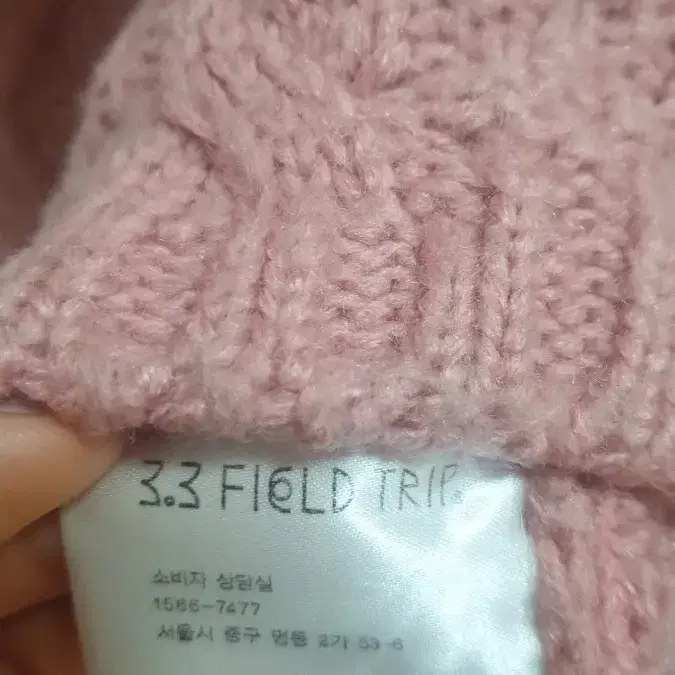 3.3 FIELD TRIP.
소비자 상담실
1566-7477
서울시 중구 명동 2가 53-6